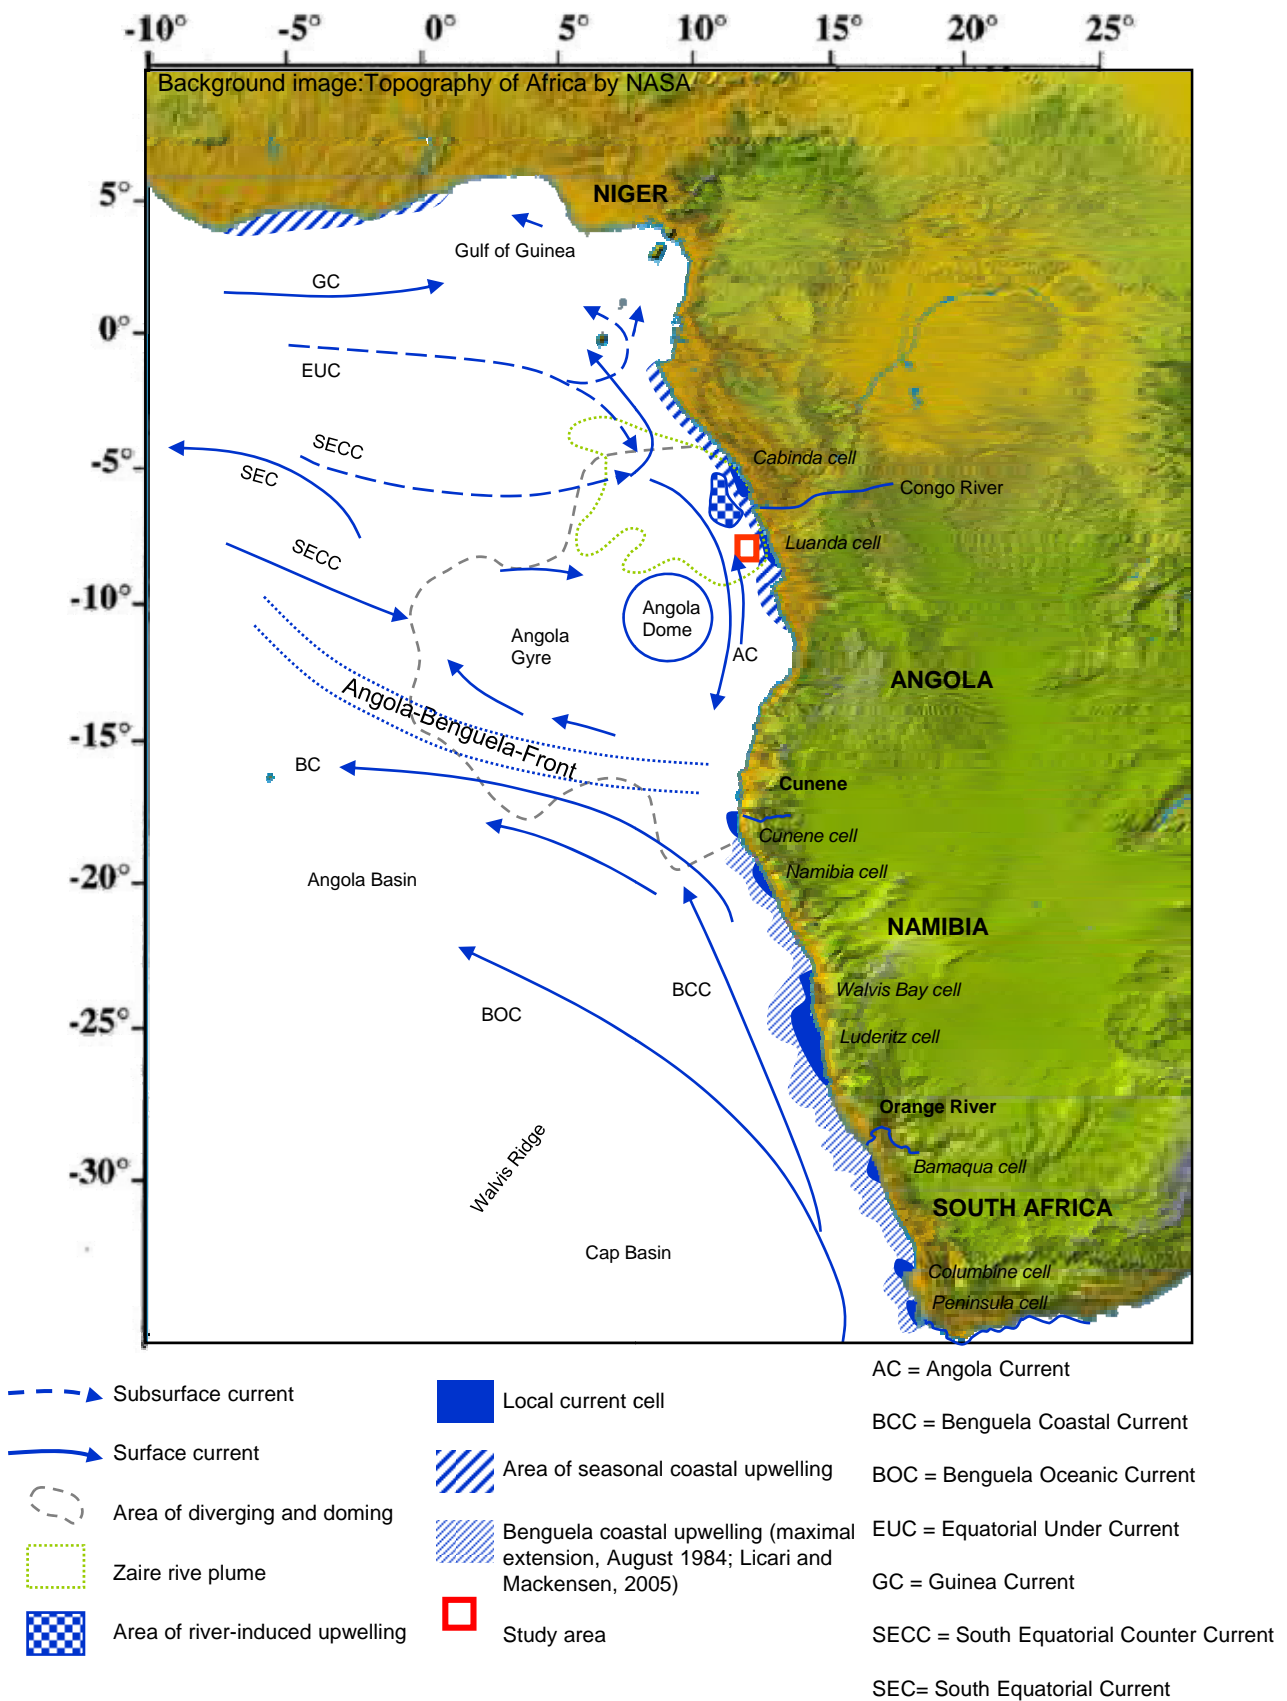 -10° -5° 0° 5° 10° 15° 20° 25°
Background image:Topography of Africa by NASA
5°
NIGER
Gulf of Guinea
GC
0°
EUC
SECC
-5°
SEC
Cabinda cell
Congo River
Luanda cell
SECC
-10°
Angola
Dome
Angola
Gyre
AC
ANGOLA
Angola-Benguela-Front
-15°
BC
Cunene
Cunene cell
Namibia cell
-20°
Angola Basin
NAMIBIA
BCC
Walvis Bay cell
BOC
-25°
Luderitz cell
Orange River
Walvis Ridge
Bamaqua cell
-30°
SOUTH AFRICA
Cap Basin
Columbine cell
Peninsula cell
Subsurface current
Surface current
Area of diverging and doming
Zaire rive plume
Area of river-induced upwelling
Local current cell
Area of seasonal coastal upwelling
Benguela coastal upwelling (maximal
extension, August 1984; Licari and
Mackensen, 2005)
Study area
AC = Angola Current
BCC = Benguela Coastal Current
BOC = Benguela Oceanic Current
EUC = Equatorial Under Current
GC = Guinea Current
SECC = South Equatorial Counter Current
SEC= South Equatorial Current